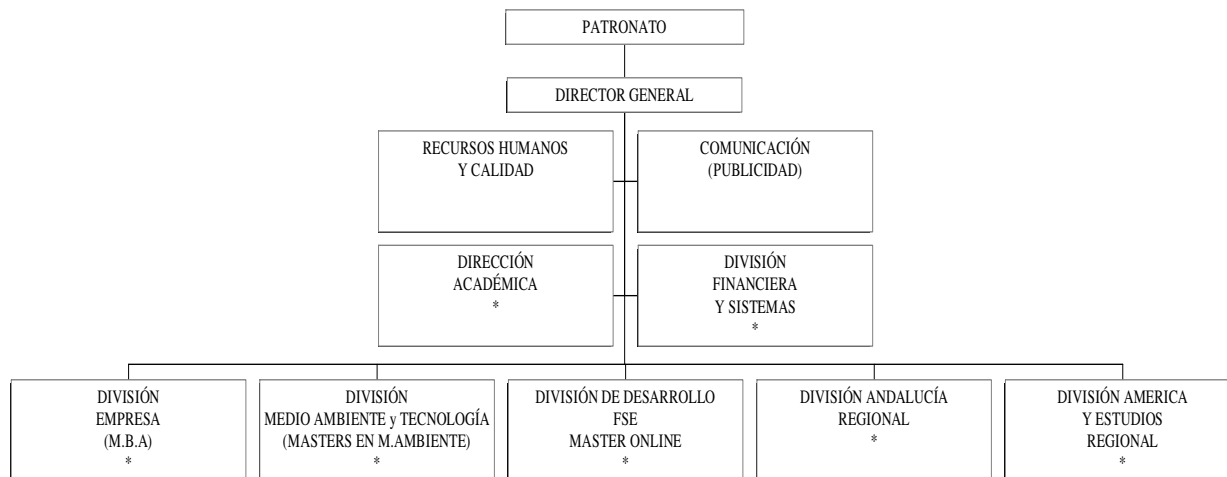 PATRONATO
DIRECTOR GENERAL
RECURSOS HUMANOS
Y CALIDAD
COMUNICACIÓN
(PUBLICIDAD)
DIRECCIÓN
ACADÉMICA
*
DIVISIÓN
FINANCIERA
Y SISTEMAS
*
DIVISIÓN
EMPRESA
(M.B.A)
*
DIVISIÓN
MEDIO AMBIENTE y TECNOLOGÍA
(MASTERS EN M.AMBIENTE)
*
DIVISIÓN DE DESARROLLO
FSE
MASTER ONLINE
*
DIVISIÓN ANDALUCÍA
REGIONAL
*
DIVISIÓN AMERICA
Y ESTUDIOS
REGIONAL
*